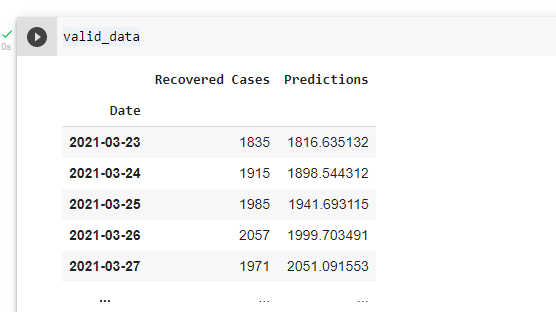 valid_data
0s
Recovered Cases Predictions
Date
2021-03-23 1835 1816.635132
2021-03-24 1915 1898.544312
2021-03-25 1985 1941.693115
2021-03-26 2057 1999.703491
2021-03-27 1971 2051.091553
... ... ...